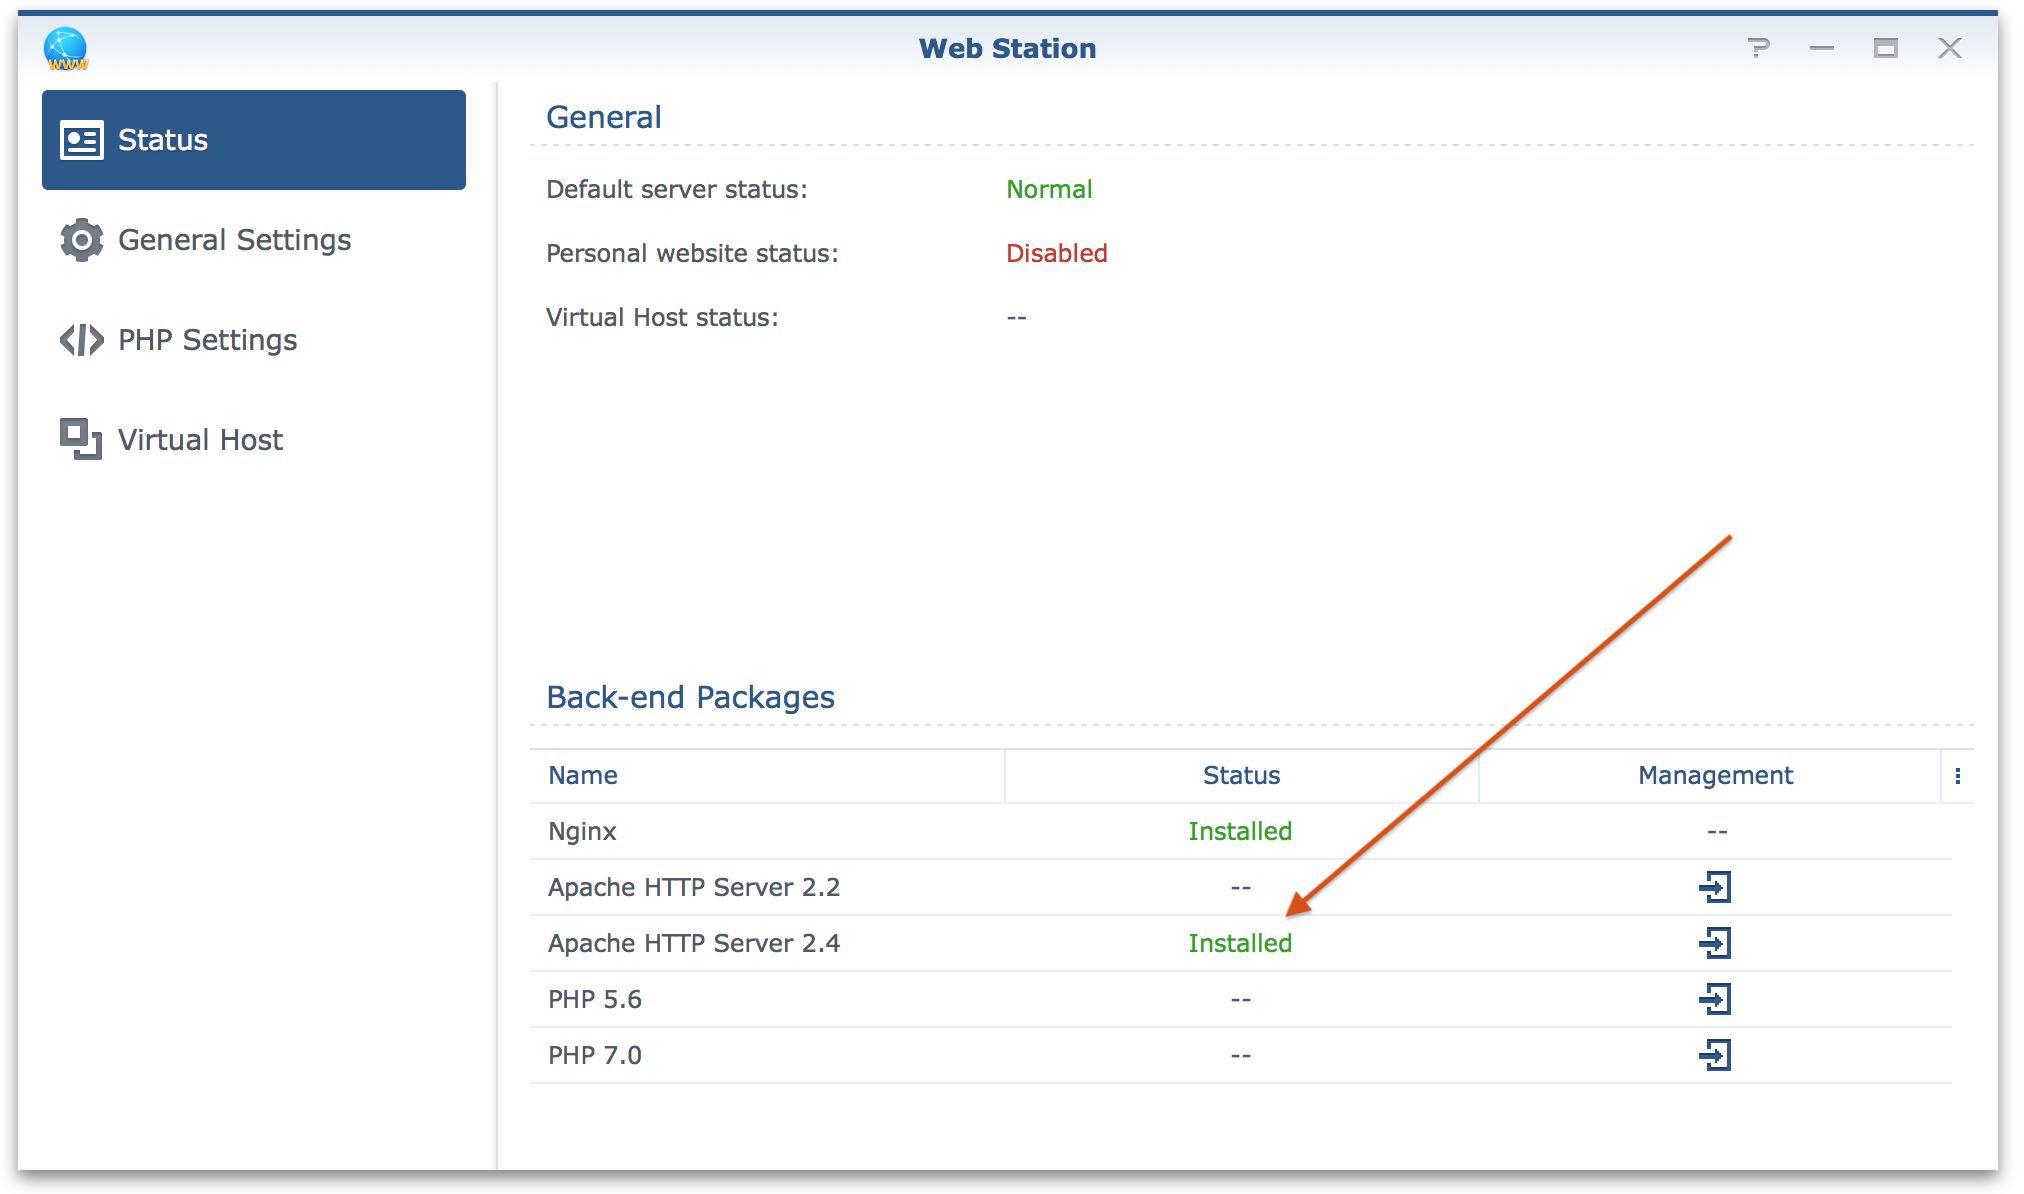 Web Station
www
Status
General Settings
PHP Settings
Virtual Host
General
Default server status: Normal
Personal website status: Disabled
Virtual Host status: --
Back-end Packages
Name Status Management
Nginx Installed --
Apache HTTP Server 2.2 --
Apache HTTP Server 2.4 Installed
PHP 5.6 --
PHP 7.0 --